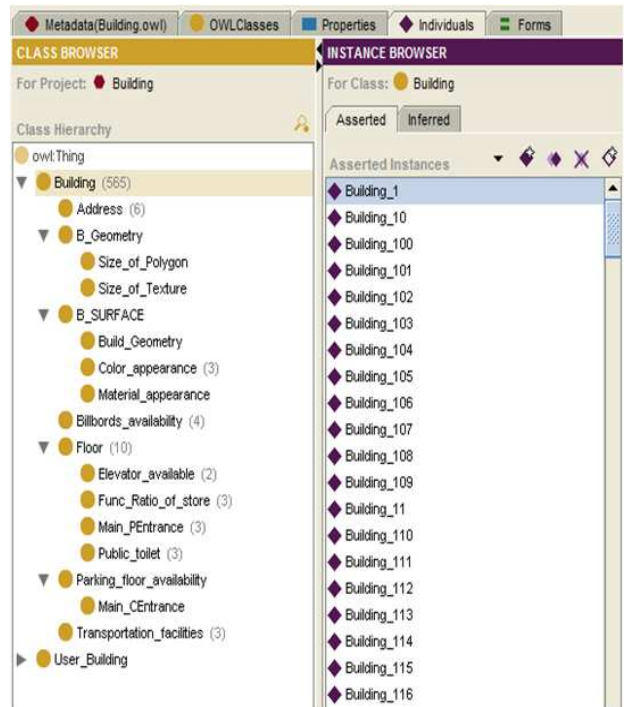 Metadata(Building.owl) OWLClasses Properties Individuals Forms
CLASS BROWSER
For Project: Building
Class Hierarchy
owl:Thing
Building (565)
Address (6)
B_Geometry
Size_of_Polygon
Size_of_Texture
B_SURFACE
Build_Geometry
Color_appearance (3)
Material_appearance
Billbords_availability (4)
Floor (10)
Elevator_available (2)
Func_Ratio_of_store (3)
Main_PEntrance (3)
Public_toilet (3)
Parking_floor_availability
Main_CEntrance
Transportation_facilities (3)
User_Building
INSTANCE BROWSER
For Class: Building
Asserted Inferred
Asserted Instances
Building_1
Building_10
Building_100
Building_101
Building_102
Building_103
Building_104
Building_105
Building_106
Building_107
Building_108
Building_109
Building_11
Building_110
Building_111
Building_112
Building_113
Building_114
Building_115
Building_116